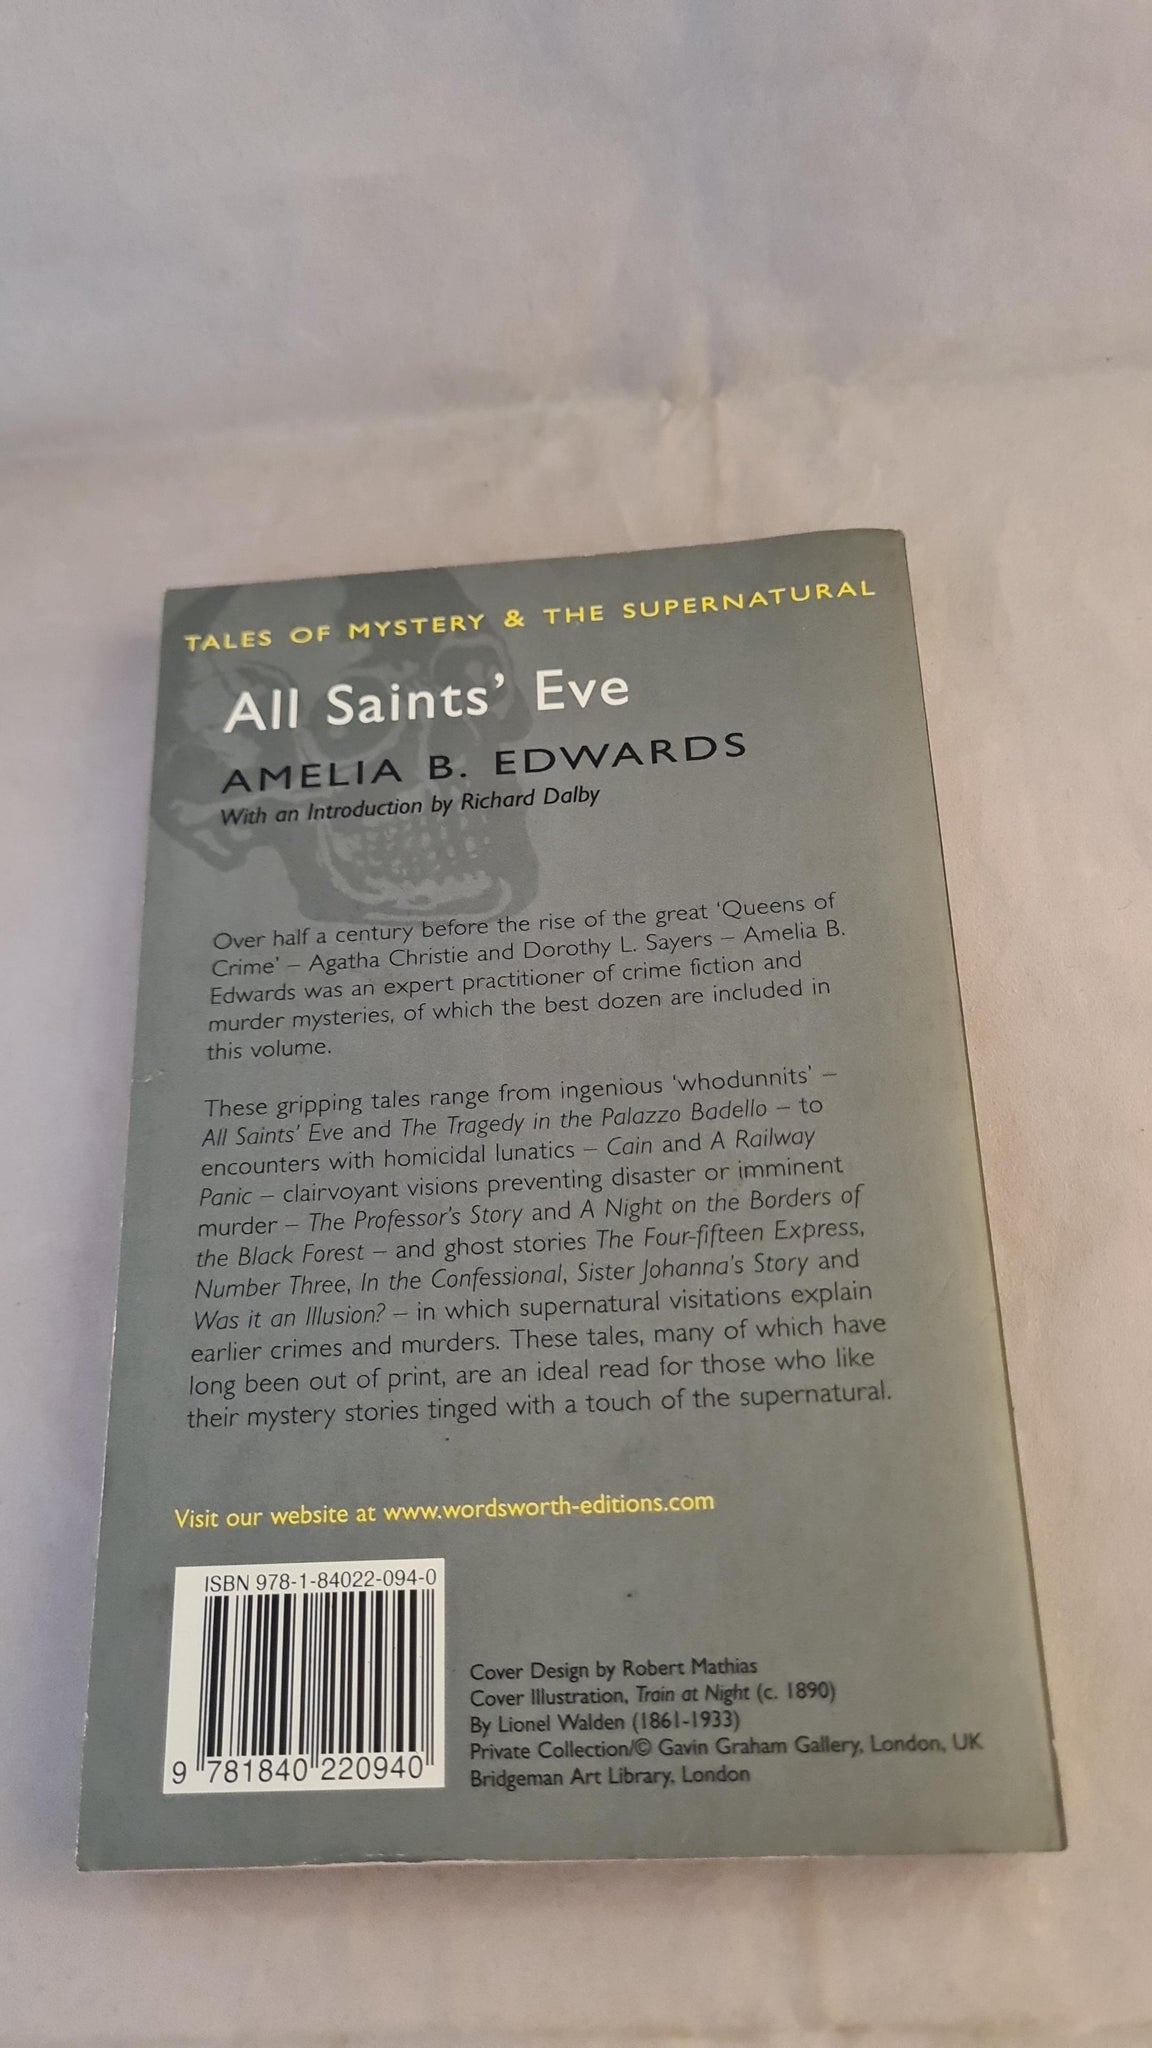 TALES OF MYSTERY & THE SUPERNATURAL
All Saints' Eve
AMELIA B. EDWARDS
With an Introduction by Richard Dalby
Over half a century before the rise of the great 'Queens of
Crime' – Agatha Christie and Dorothy L. Sayers – Amelia B.
Edwards was an expert practitioner of crime fiction and
murder mysteries, of which the best dozen are included in
this volume.
These gripping tales range from ingenious 'whodunnits' –
All Saints' Eve and The Tragedy in the Palazzo Badello – to
encounters with homicidal lunatics – Cain and A Railway
Panic – clairvoyant visions preventing disaster or imminent
murder – The Professor's Story and A Night on the Borders of
the Black Forest – and ghost stories The Four-fifteen Express,
Number Three, In the Confessional, Sister Johanna's Story and
Was it an Illusion? – in which supernatural visitations explain
earlier crimes and murders. These tales, many of which have
long been out of print, are an ideal read for those who like
their mystery stories tinged with a touch of the supernatural.
Visit our website at www.wordsworth-editions.com
ISBN 978-1-84022-094-0
9 781840 220940
Cover Design by Robert Mathias
Cover Illustration, Train at Night (c. 1890)
By Lionel Walden (1861-1933)
Private Collection/© Gavin Graham Gallery, London, UK
Bridgeman Art Library, London